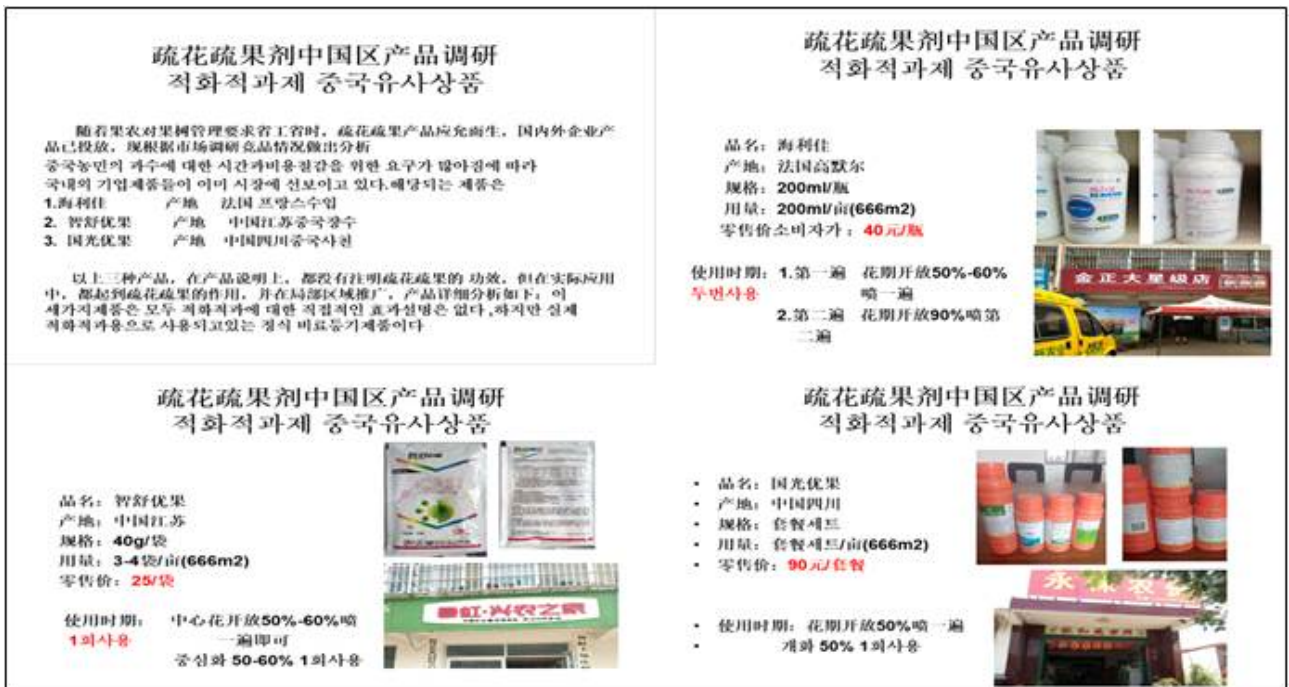 疏花疏果剂中国区产品调研
적화적과제 중국유사상품
随着果农对果树管理要求省工省时，疏花疏果产品应允而生，国内外企业产
品已投放，现根据市场调研竞品情况做出分析
중국농민의 과수에 대한 시간과비용절감을 위한 요구가 많아짐에 따라
국내외 기업제품들이 이미 시장에 선보이고 있다.해당되는 제품은
1.海利佳 产地 法国 프랑스수입
2. 智舒优果 产地 中国江苏중국장수
3. 国光优果 产地 中国四川중국사천
以上三种产品，在产品说明上，都没有注明疏花疏果的 功效，但在实际应用
中，都起到疏花疏果的作用，并在局部区域推广，产品详细分析如下：이
세가지제품은 모두 적화적과에 대한 직접적인 효과설명은 없다,하지만 실제
적화적과용으로 사용되고있는 정식 비료등기제품이다
疏花疏果剂中国区产品调研
적화적과제 중국유사상품
品名：海利佳
产地：法国高默尔
规格：200ml/瓶
用量：200ml/亩(666m2)
零售价소비자가 : 40元/瓶
使用时期：1.第一遍 花期开放50%-60%
두번사용 喷一遍
2.第二遍 花期开放90%喷第
二遍
金正大星级店
疏花疏果剂中国区产品调研
적화적과제 중국유사상품
品名：智舒优果
产地：中国江苏
规格：40g/袋
用量：3-4袋/亩(666m2)
零售价：25/袋
使用时期： 中心花开放50%-60%喷
1회사용 一遍即可
중심화 50-60% 1회사용
兴农之家
疏花疏果剂中国区产品调研
적화적과제 중국유사상품
• 品名：国光优果
• 产地：中国四川
• 规格：套餐세트
• 用量：套餐세트/亩(666m2)
• 零售价：90元/套餐
• 使用时期：花期开放50%喷一遍
• 개화 50% 1회사용